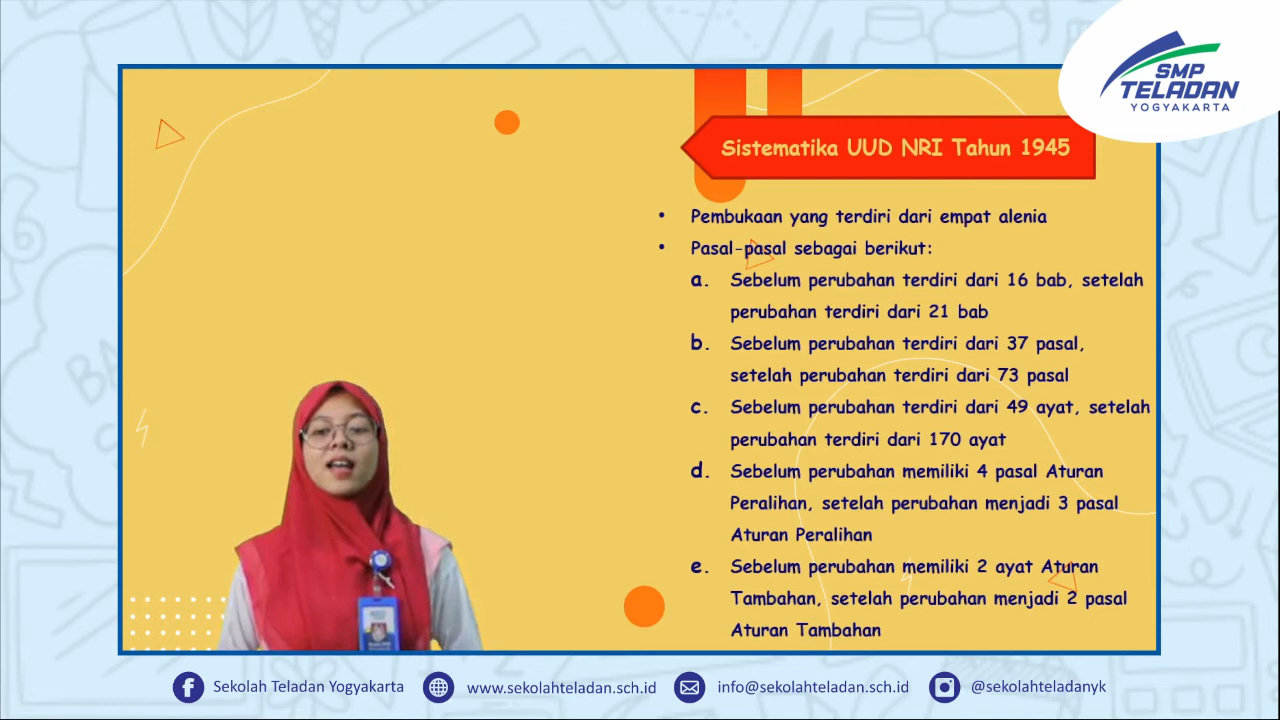 SMP
TELADAN
YOGYAKARTA
Sistematika UUD NRI Tahun 1945
• Pembukaan yang terdiri dari empat alenia
• Pasal-pasal sebagai berikut:
a. Sebelum perubahan terdiri dari 16 bab, setelah
perubahan terdiri dari 21 bab
b. Sebelum perubahan terdiri dari 37 pasal,
setelah perubahan terdiri dari 73 pasal
c. Sebelum perubahan terdiri dari 49 ayat, setelah
perubahan terdiri dari 170 ayat
d. Sebelum perubahan memiliki 4 pasal Aturan
Peralihan, setelah perubahan menjadi 3 pasal
Aturan Peralihan
e. Sebelum perubahan memiliki 2 ayat Aturan
Tambahan, setelah perubahan menjadi 2 pasal
Aturan Tambahan
Sekolah Teladan Yogyakarta
www.sekolahteladan.sch.id
info@sekolahteladan.sch.id
@sekolahteladanyk